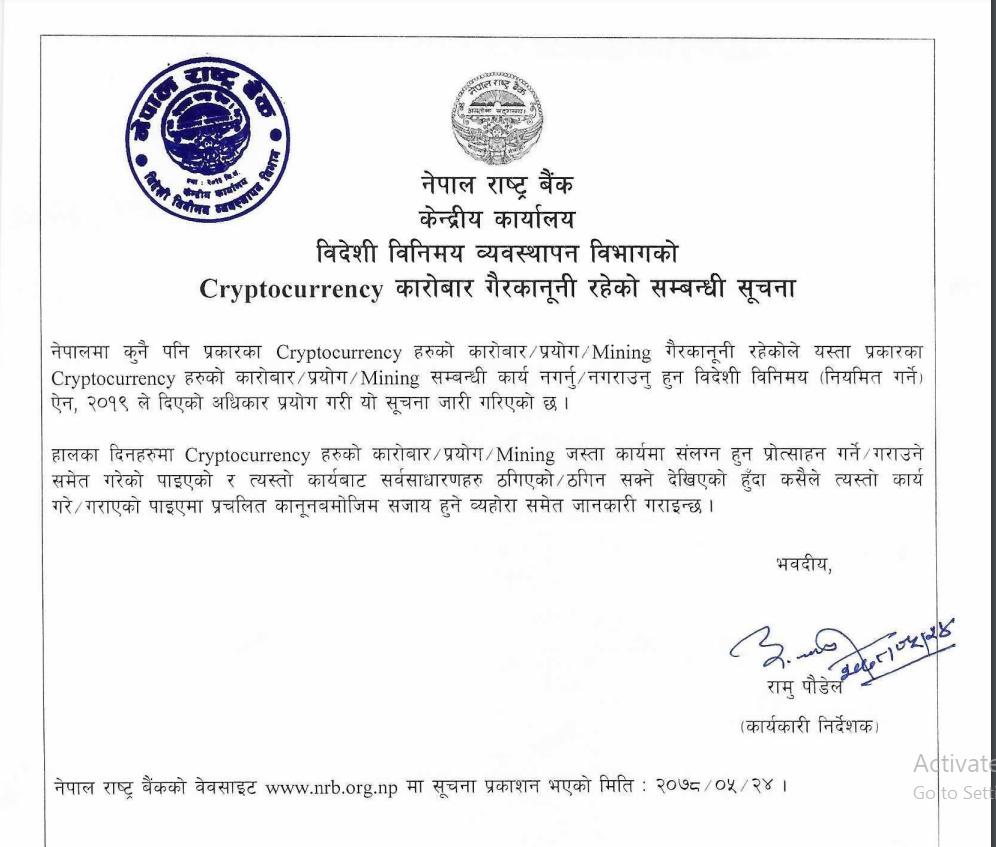 नेपाल राष्ट्र बैंक
केन्द्रीय कार्यालय
विदेशी विनिमय व्यवस्थापन विभाग
नेपाल राष्ट्र बैंक
नेपाल राष्ट्र बैंक
केन्द्रीय कार्यालय
विदेशी विनिमय व्यवस्थापन विभागको
Cryptocurrency कारोबार गैरकानूनी रहेको सम्बन्धी सूचना
नेपालमा कुनै पनि प्रकारका Cryptocurrency हरुको कारोबार/प्रयोग/Mining गैरकानूनी रहेकोले यस्ता प्रकारका
Cryptocurrency हरुको कारोबार/प्रयोग/Mining सम्बन्धी कार्य नगर्नु/नगराउनु हुन विदेशी विनिमय (नियमित गर्ने)
ऐन, २०१९ ले दिएको अधिकार प्रयोग गरी यो सूचना जारी गरिएको छ ।
हालका दिनहरुमा Cryptocurrency हरुको कारोबार/प्रयोग/Mining जस्ता कार्यमा संलग्न हुन प्रोत्साहन गर्ने/गराउने
समेत गरेको पाइएको र त्यस्तो कार्यबाट सर्वसाधारणहरु ठगिएको/ठगिन सक्ने देखिएको हुँदा कसैले त्यस्तो कार्य
गरे/गराएको पाइएमा प्रचलित कानूनबमोजिम सजाय हुने व्यहोरा समेत जानकारी गराइन्छ ।
भवदीय,
रामु पौडेल
(कार्यकारी निर्देशक)
नेपाल राष्ट्र बैंकको वेवसाइट www.nrb.org.np मा सूचना प्रकाशन भएको मिति : २०७८/०५/२४ ।
Activate
Go to Sett